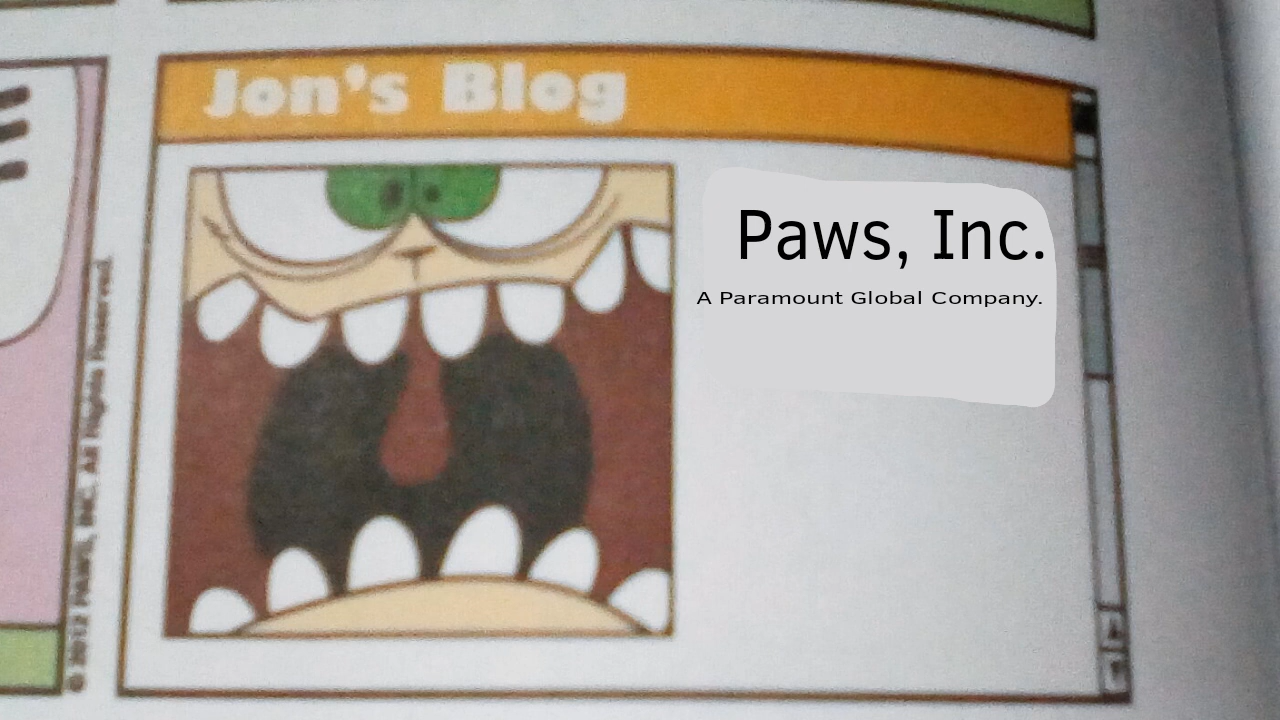 Jon's Blog
Paws, Inc.
A Paramount Global Company.
© 2012 PAWS, INC. All Rights Reserved.